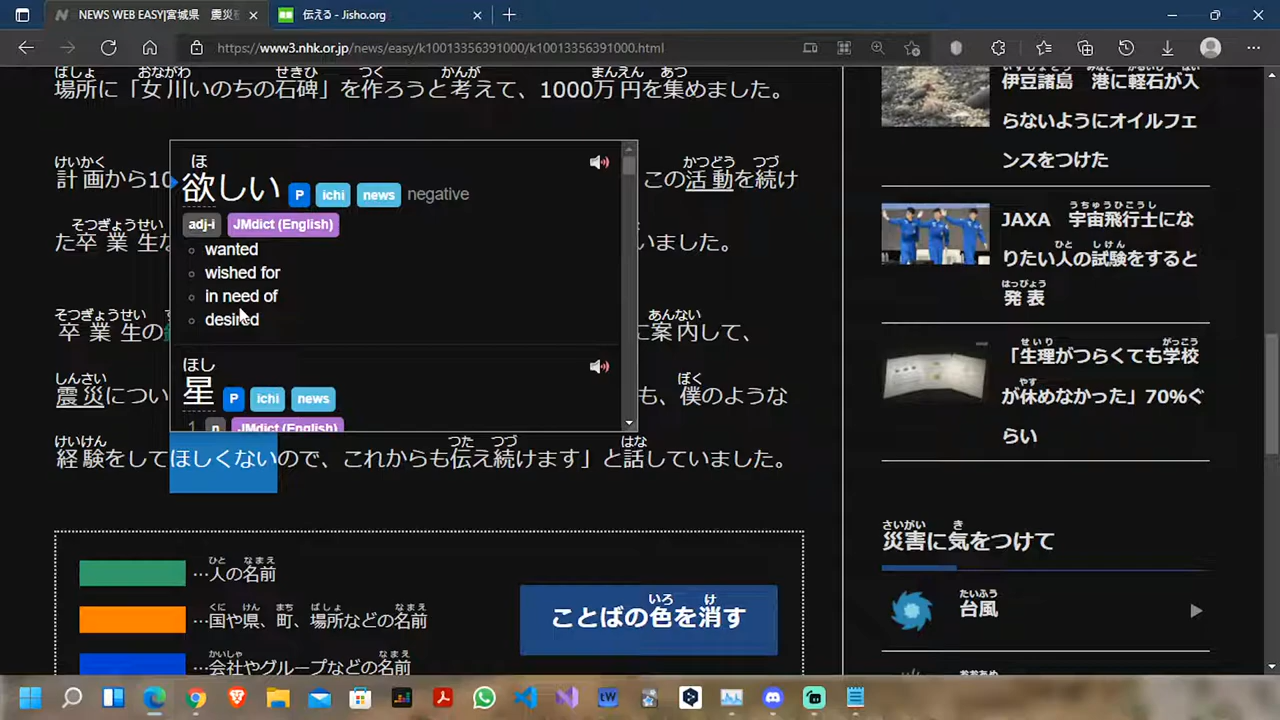 NEWS WEB EASY|宮城県　震災
伝える - Jisho.org
https://www3.nhk.or.jp/news/easy/k10013356391000/k10013356391000.html
ばしょ おながわ せきひ つく かんが まんえん あつ
場所に「女川いのちの石碑」を作ろうと考えて、1000万円を集めました。
けいかく かつどう つづ
計画から10 この活動を続け
そつぎょうせい
た卒業生 いました。
そつぎょうせい あんない
卒業生の に案内して、
しんさい ぼく
震災につい も、僕のような
けいけん つた つづ はな
経験をしてほしくないので、これからも伝え続けます」と話していました。
ほ
欲しい P ichi news negative
adj-i JMdict (English)
wanted
wished for
in need of
desired
ほし
星 P ichi news
1 n JMdict (English)
ひと なまえ
…人の名前
くに けん まち ばしょ なまえ
…国や県、町、場所などの名前
かいしゃ なまえ
…会社やグループなどの名前
いろ け
ことばの色を消す
伊豆諸島　港に軽石が入
らないようにオイルフェ
ンスをつけた
うちゅうひこうし
JAXA　宇宙飛行士にな
ひと しけん
りたい人の試験をすると
はっぴょう
発表
せいり がっこう
「生理がつらくても学校
やす
が休めなかった」70%ぐ
らい
さいがい き
災害に気をつけて
たいふう
台風
おおあめ